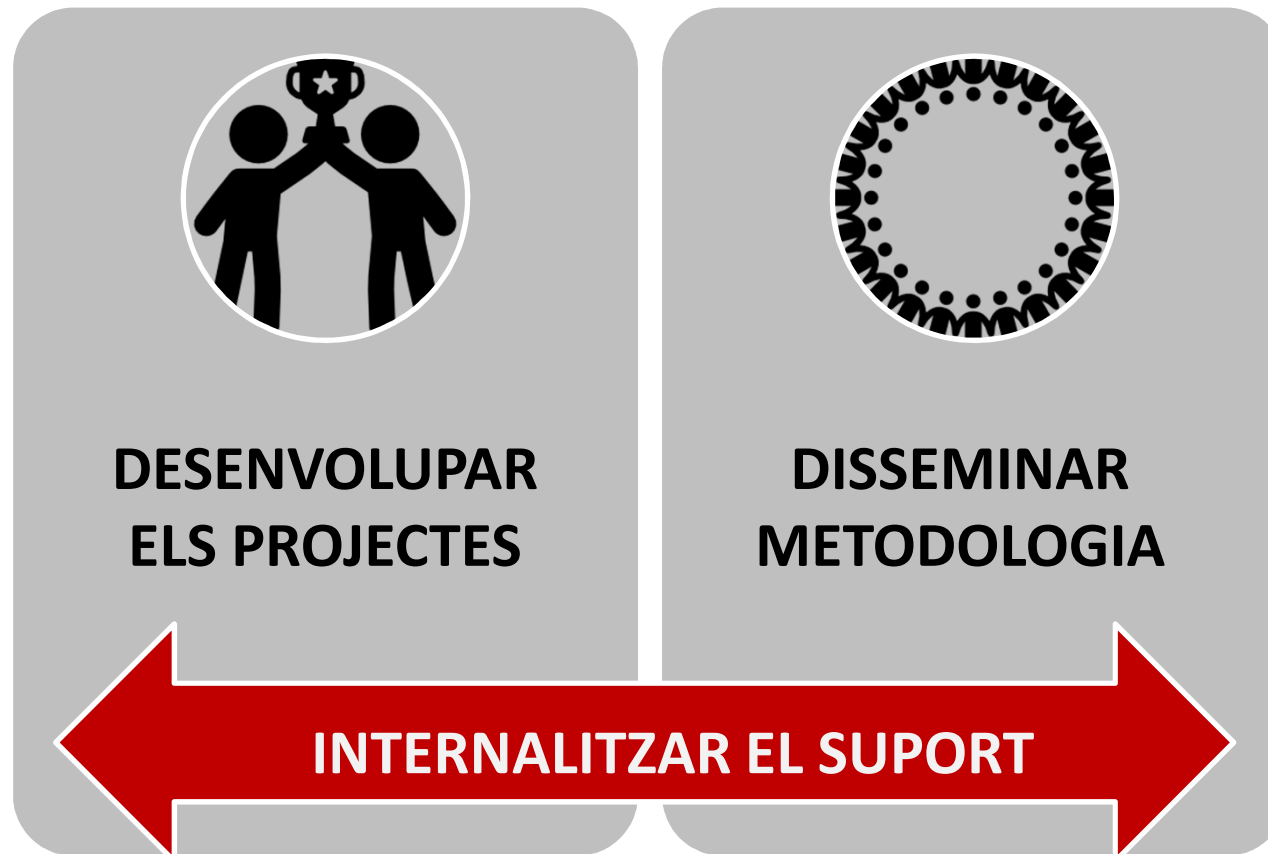 DESENVOLUPAR
ELS PROJECTES
DISSEMINAR
METODOLOGIA
INTERNALITZAR EL SUPORT